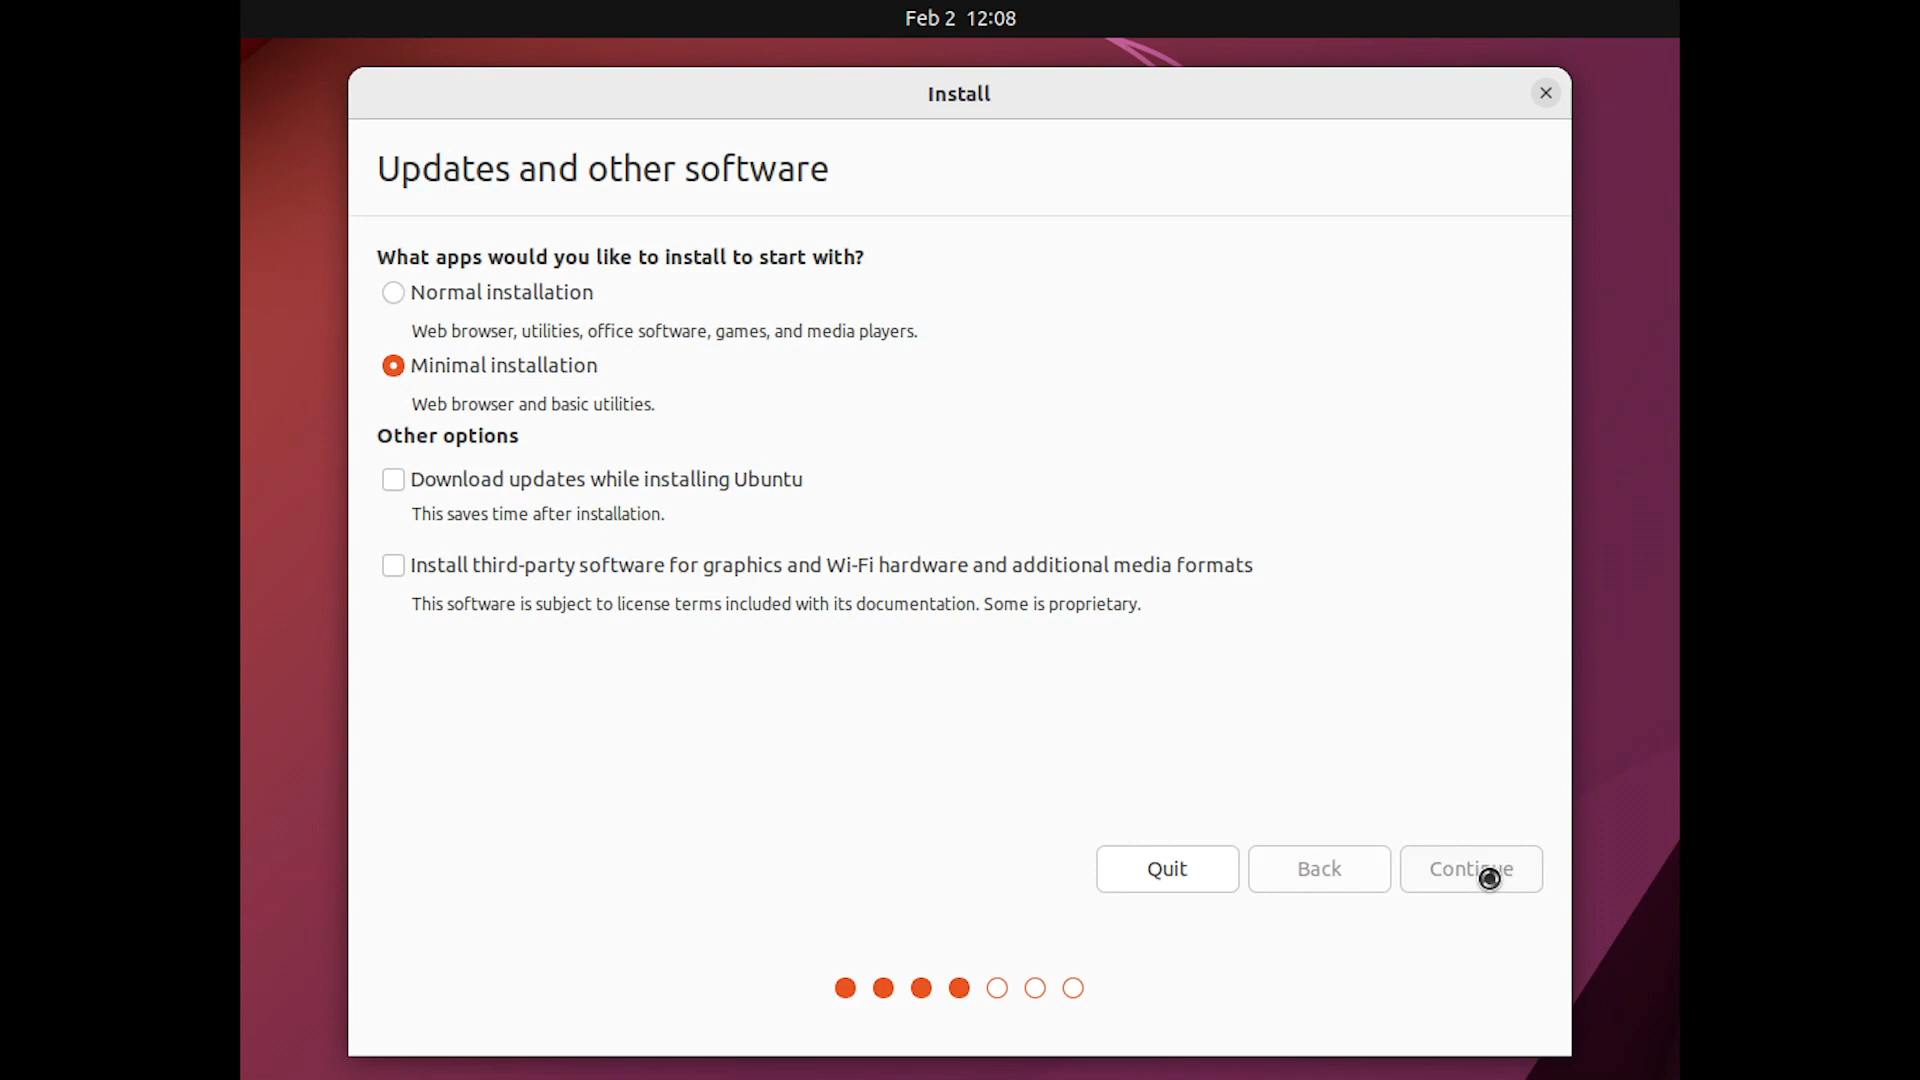 Feb 2 12:08
Install
Updates and other software
What apps would you like to install to start with?
Normal installation
Web browser, utilities, office software, games, and media players.
Minimal installation
Web browser and basic utilities.
Other options
Download updates while installing Ubuntu
This saves time after installation.
Install third-party software for graphics and Wi-Fi hardware and additional media formats
This software is subject to license terms included with its documentation. Some is proprietary.
Quit Back Continue